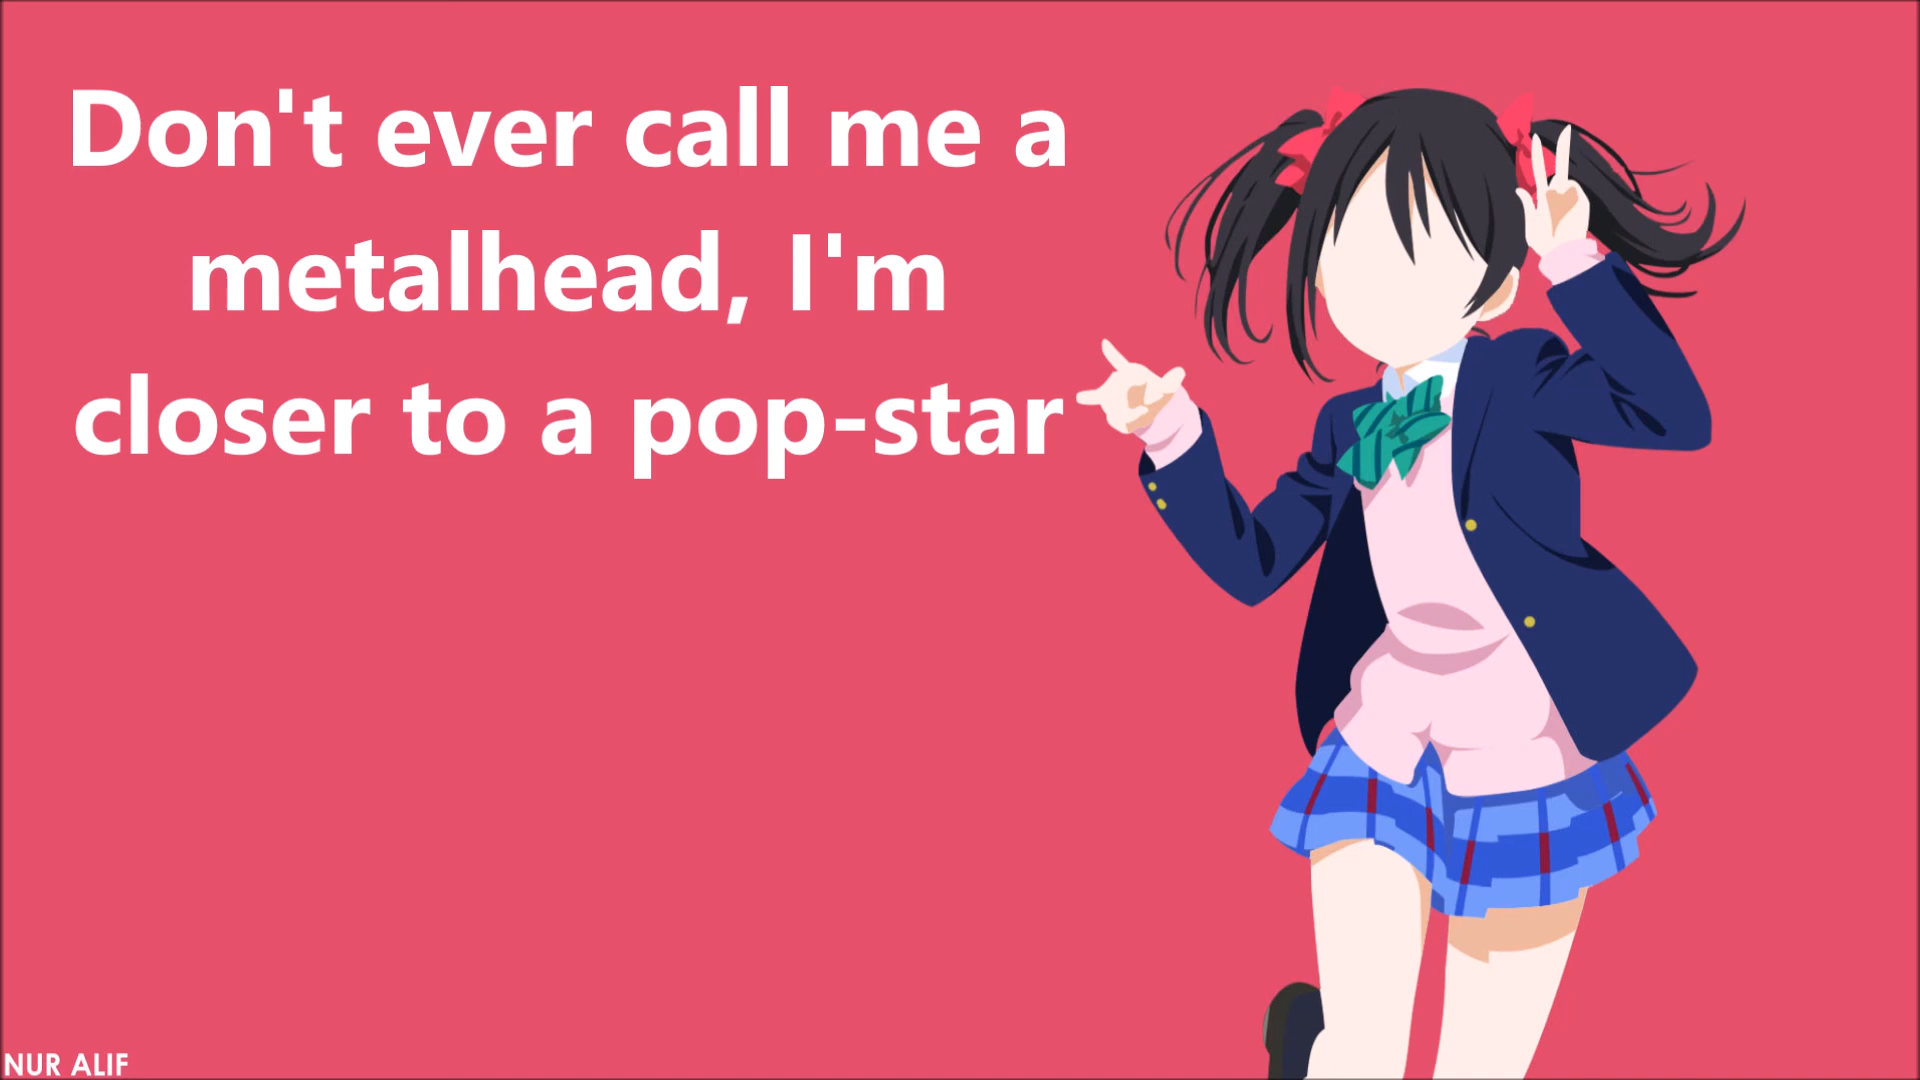 Don't ever call me a
metalhead, I'm
closer to a pop-star
NUR ALIF